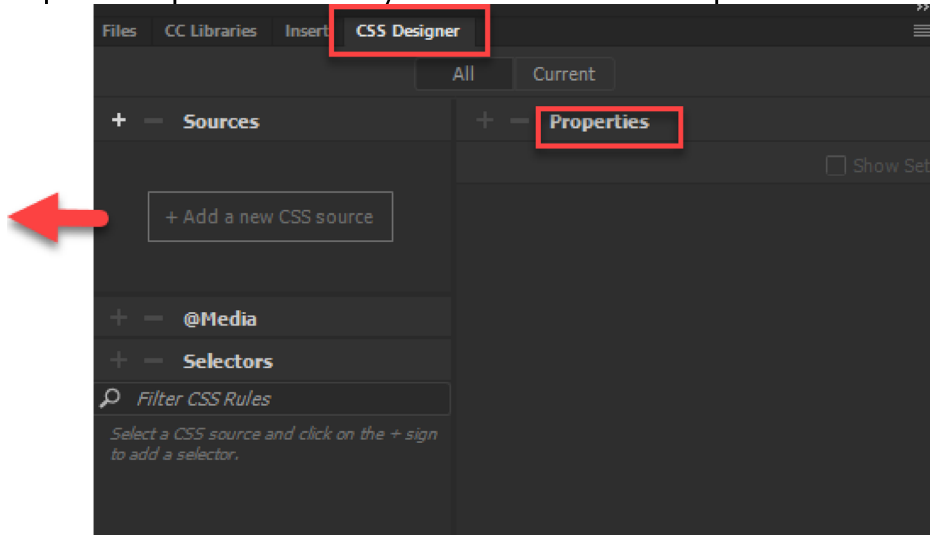 Files CC Libraries Insert CSS Designer
All Current
+ − Sources
+ − Properties
Show Set
+ Add a new CSS source
+ − @Media
+ − Selectors
Filter CSS Rules
Select a CSS source and click on the + sign
to add a selector.